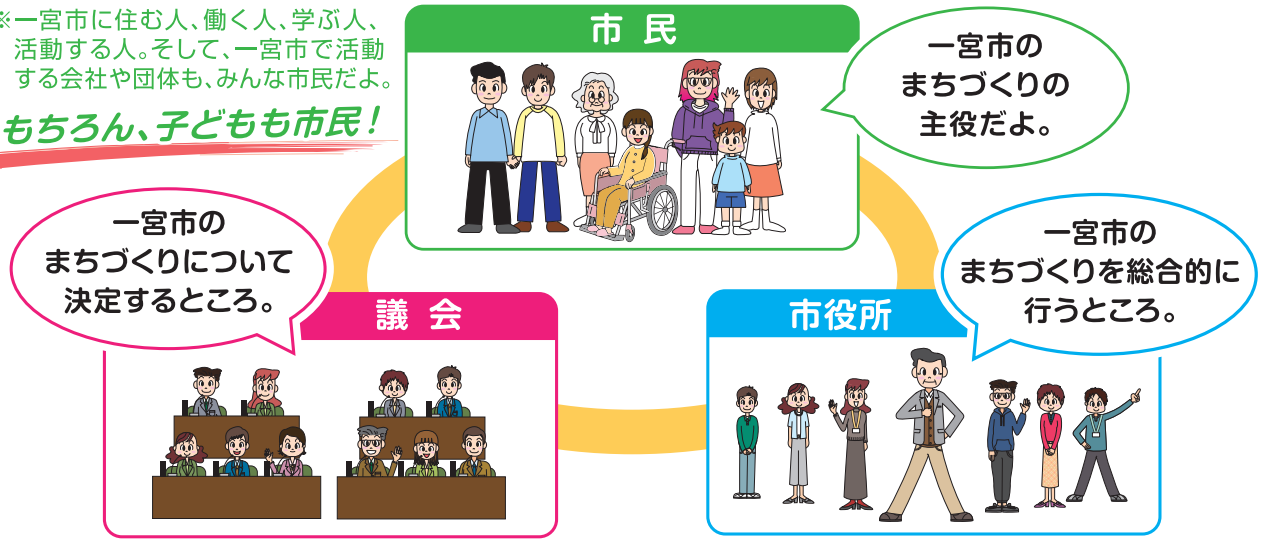 ※一宮市に住む人、働く人、学ぶ人、
活動する人。そして、一宮市で活動
する会社や団体も、みんな市民だよ。
もちろん、子どもも市民！
市民
一宮市の
まちづくりの
主役だよ。
一宮市の
まちづくりについて
決定するところ。
議会
市役所
一宮市の
まちづくりを総合的に
行うところ。